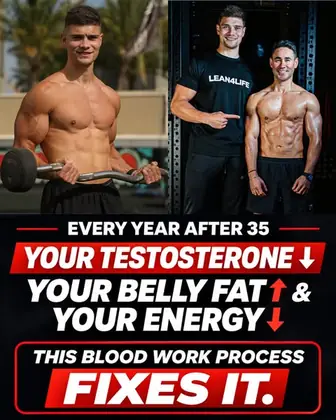 LEAN4LIFE
EVERY YEAR AFTER 35
YOUR TESTOSTERONE ↓
YOUR BELLY FAT ↑ &
YOUR ENERGY ↓
THIS BLOOD WORK PROCESS
FIXES IT.